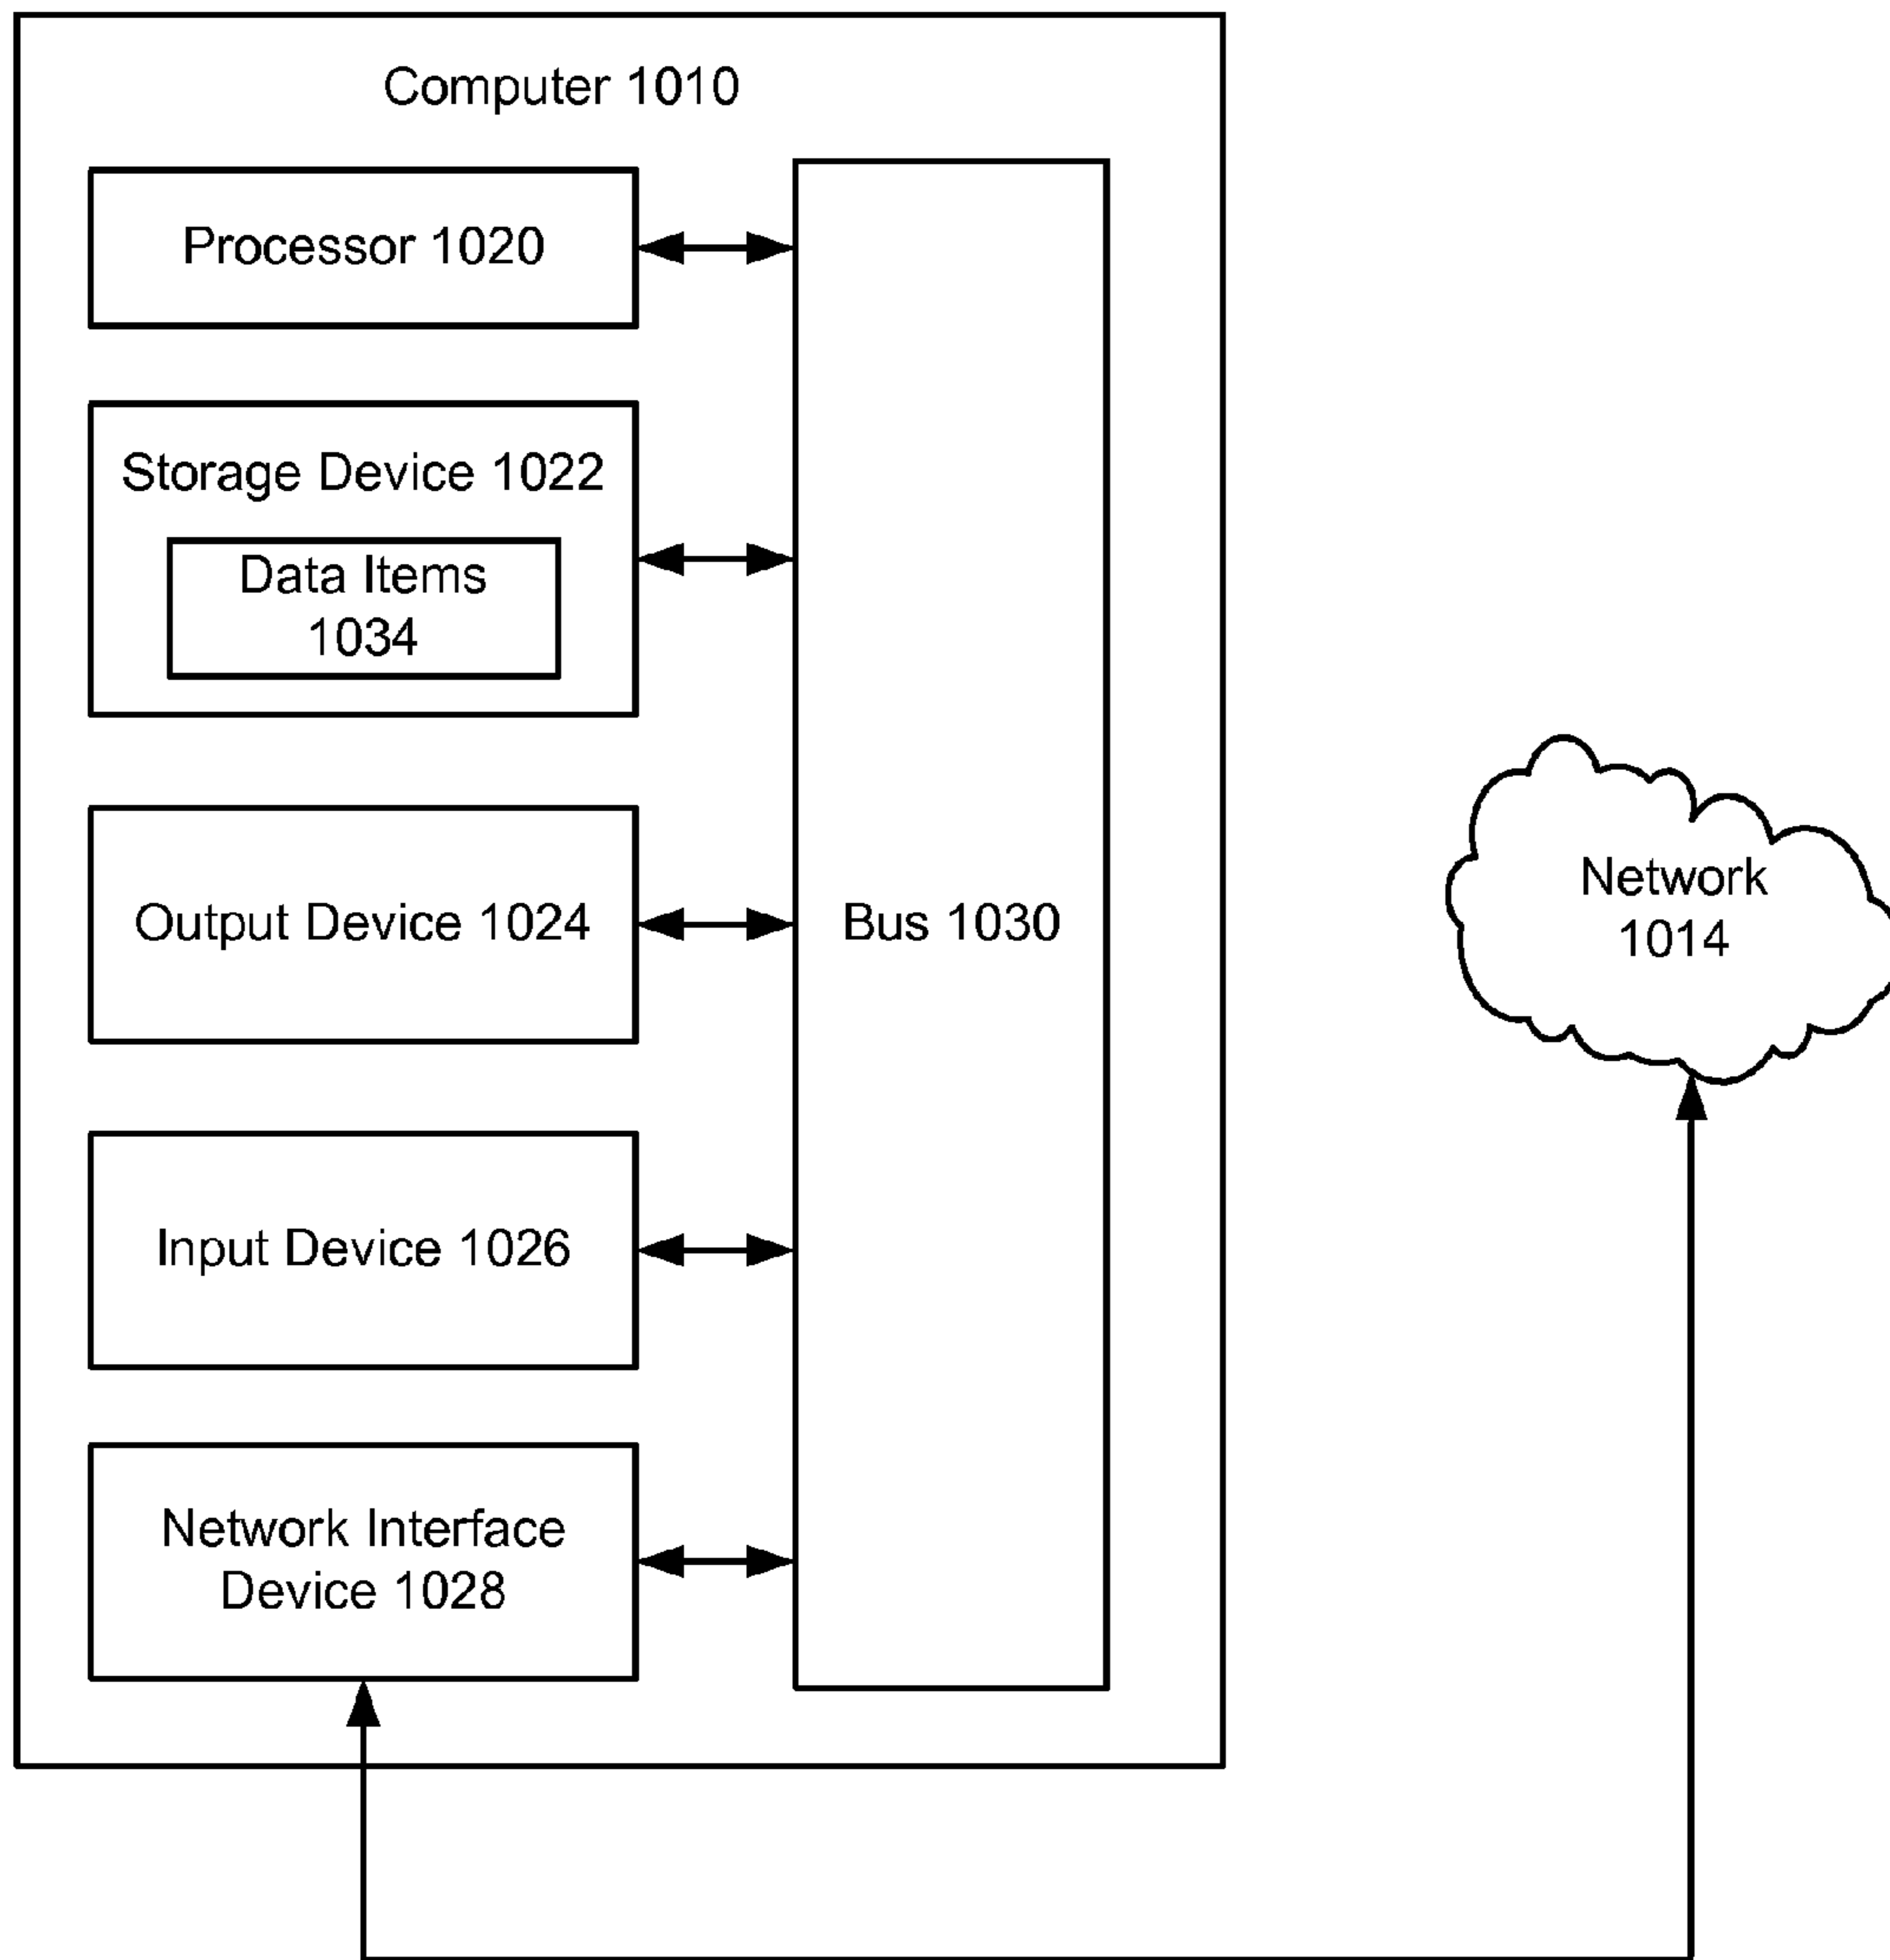 Computer 1010
Processor 1020
Storage Device 1022
Data Items
1034
Output Device 1024
Input Device 1026
Network Interface
Device 1028
Bus 1030
Network
1014